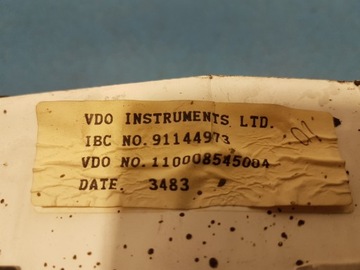 VDO INSTRUMENTS LTD.
IBC NO. 91144973
VDO NO. 110008545004
DATE. 3483